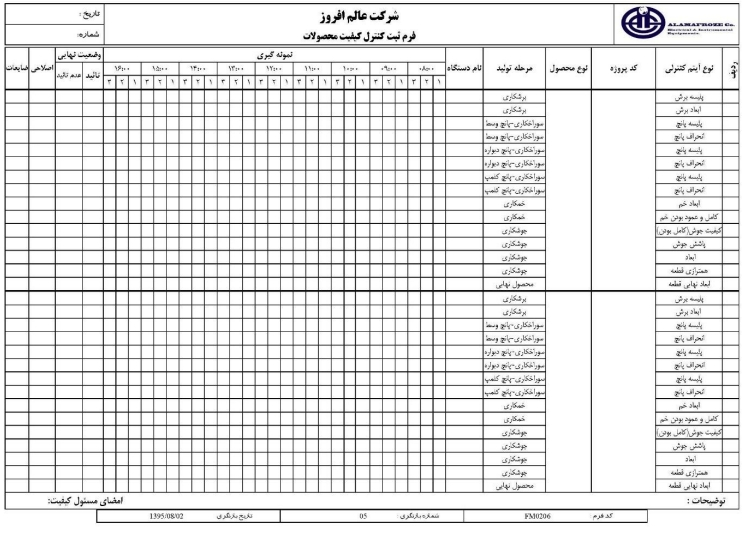 ALAMAFROZE Co.
Electrical & Instrumental
Equipments
شرکت عالم افروز
فرم ثبت کنترل کیفیت محصولات
تاریخ :
شماره:
ردیف نوع آیتم کنترلی کد پروژه نوع محصول مرحله تولید نام دستگاه نمونه گیری وضعیت نهایی اصلاحی ضایعات
۰۸:۰۰ ۰۹:۰۰ ۱۰:۰۰ ۱۱:۰۰ ۱۲:۰۰ ۱۳:۰۰ ۱۴:۰۰ ۱۵:۰۰ ۱۶:۰۰ تائید عدم تائید
۱ ۲ ۳ ۱ ۲ ۳ ۱ ۲ ۳ ۱ ۲ ۳ ۱ ۲ ۳ ۱ ۲ ۳ ۱ ۲ ۳ ۱ ۲ ۳ ۱ ۲ ۳
پلیسه برش برشکاری
ابعاد برش برشکاری
پلیسه پانچ سوراخکاری-پانچ وسط
انحراف پانچ سوراخکاری-پانچ وسط
پلیسه پانچ سوراخکاری-پانچ دیواره
انحراف پانچ سوراخکاری-پانچ دیواره
پلیسه پانچ سوراخکاری-پانچ کلمپ
انحراف پانچ سوراخکاری-پانچ کلمپ
ابعاد خم خمکاری
کامل و عمود بودن خم خمکاری
کیفیت جوش(کامل بودن) جوشکاری
پاشش جوش جوشکاری
ابعاد جوشکاری
همترازی قطعه جوشکاری
ابعاد نهایی قطعه محصول نهایی
پلیسه برش برشکاری
ابعاد برش برشکاری
پلیسه پانچ سوراخکاری-پانچ وسط
انحراف پانچ سوراخکاری-پانچ وسط
پلیسه پانچ سوراخکاری-پانچ دیواره
انحراف پانچ سوراخکاری-پانچ دیواره
پلیسه پانچ سوراخکاری-پانچ کلمپ
انحراف پانچ سوراخکاری-پانچ کلمپ
ابعاد خم خمکاری
کامل و عمود بودن خم خمکاری
کیفیت جوش(کامل بودن) جوشکاری
پاشش جوش جوشکاری
ابعاد جوشکاری
همترازی قطعه جوشکاری
ابعاد نهایی قطعه محصول نهایی
توضیحات : امضای مسئول کیفیت:
کد فرم FM0206 شماره بازنگری : 05 تاریخ بازنگری 1395/08/02